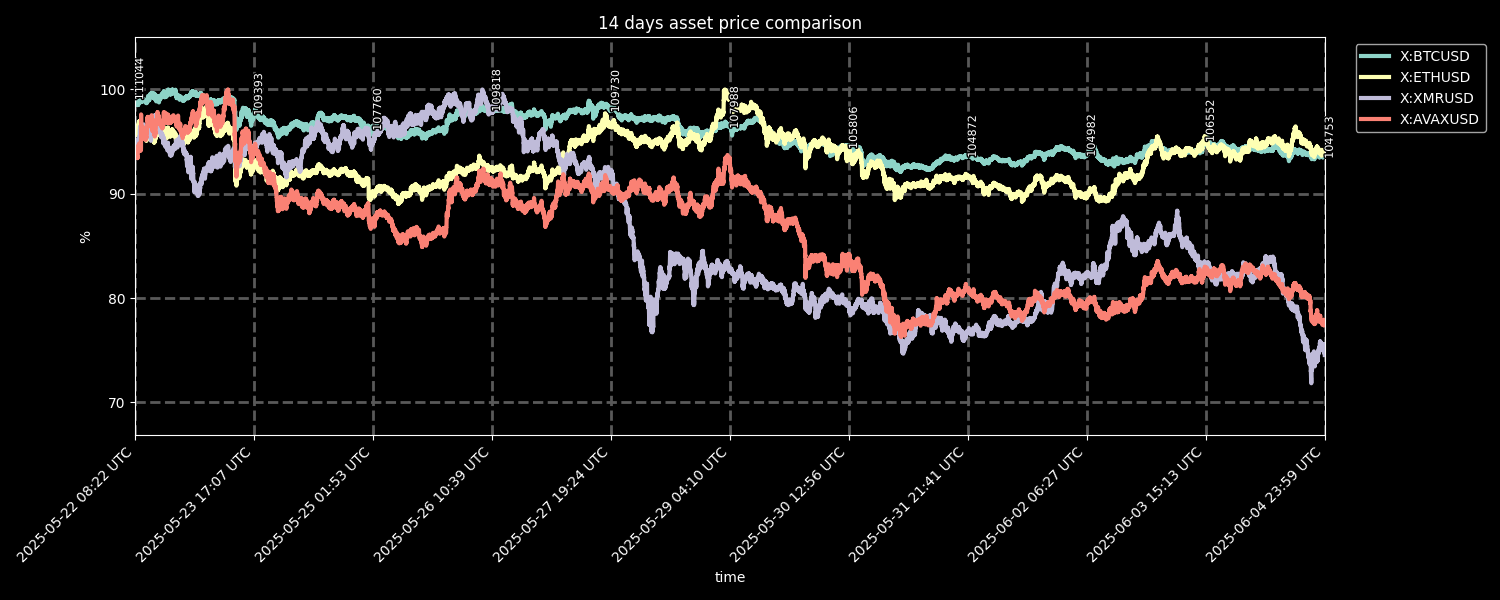 14 days asset price comparison
X:BTCUSD
X:ETHUSD
X:XMRUSD
X:AVAXUSD
%
100
90
80
70
111044
109393
107760
109818
109730
107988
105806
104872
104982
106552
104753
2025-05-22 08:22 UTC
2025-05-23 17:07 UTC
2025-05-25 01:53 UTC
2025-05-26 10:39 UTC
2025-05-27 19:24 UTC
2025-05-29 04:10 UTC
2025-05-30 12:56 UTC
2025-05-31 21:41 UTC
2025-06-02 06:27 UTC
2025-06-03 15:13 UTC
2025-06-04 23:59 UTC
time